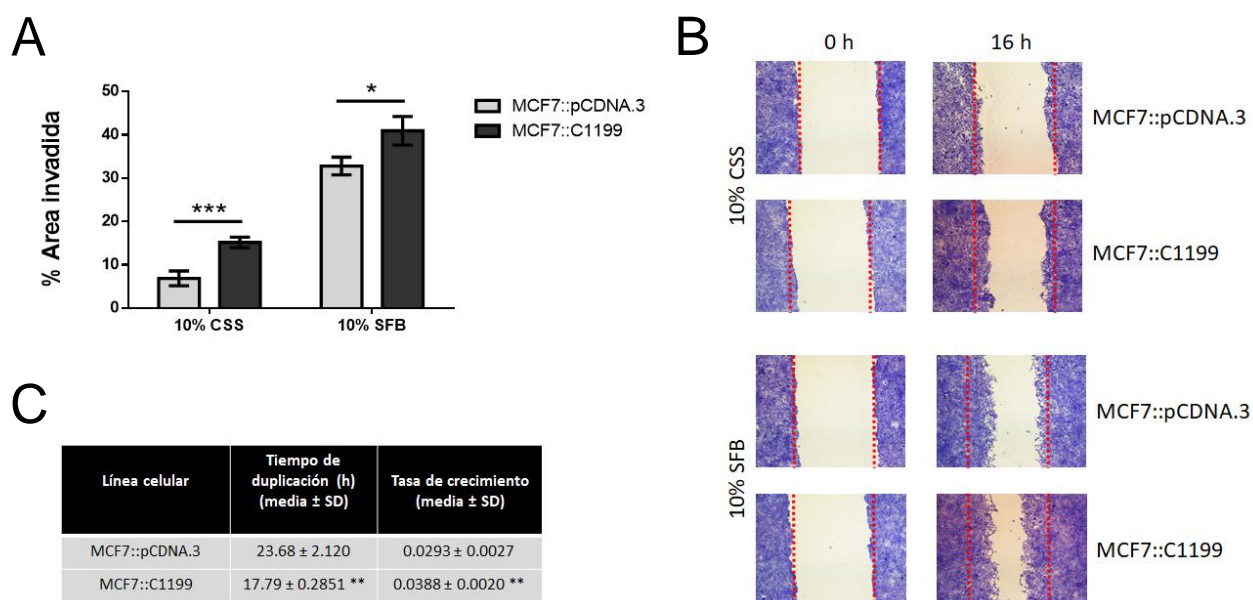 A
% Area invadida
50
40
30
20
10
0
***
*
10% CSS
10% SFB
MCF7::pCDNA.3
MCF7::C1199
B
0 h
16 h
10% CSS
MCF7::pCDNA.3
MCF7::C1199
10% SFB
MCF7::pCDNA.3
MCF7::C1199
C
Línea celular
Tiempo de
duplicación (h)
(media ± SD)
Tasa de crecimiento
(media ± SD)
MCF7::pCDNA.3 23.68 ± 2.120 0.0293 ± 0.0027
MCF7::C1199 17.79 ± 0.2851 ** 0.0388 ± 0.0020 **